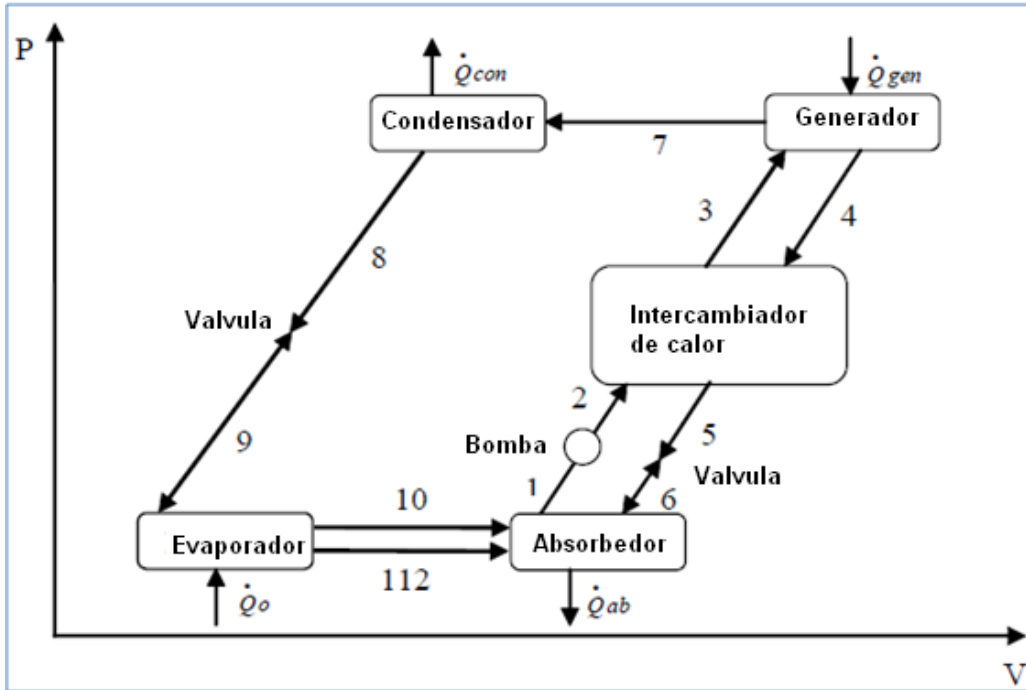 P
Q̇con
Q̇gen
Condensador
Generador
7
3
4
8
Valvula
Intercambiador
de calor
2
9
Bomba
5
Valvula
1
6
10
Evaporador
Absorbedor
112
Q̇o
Q̇ab
V